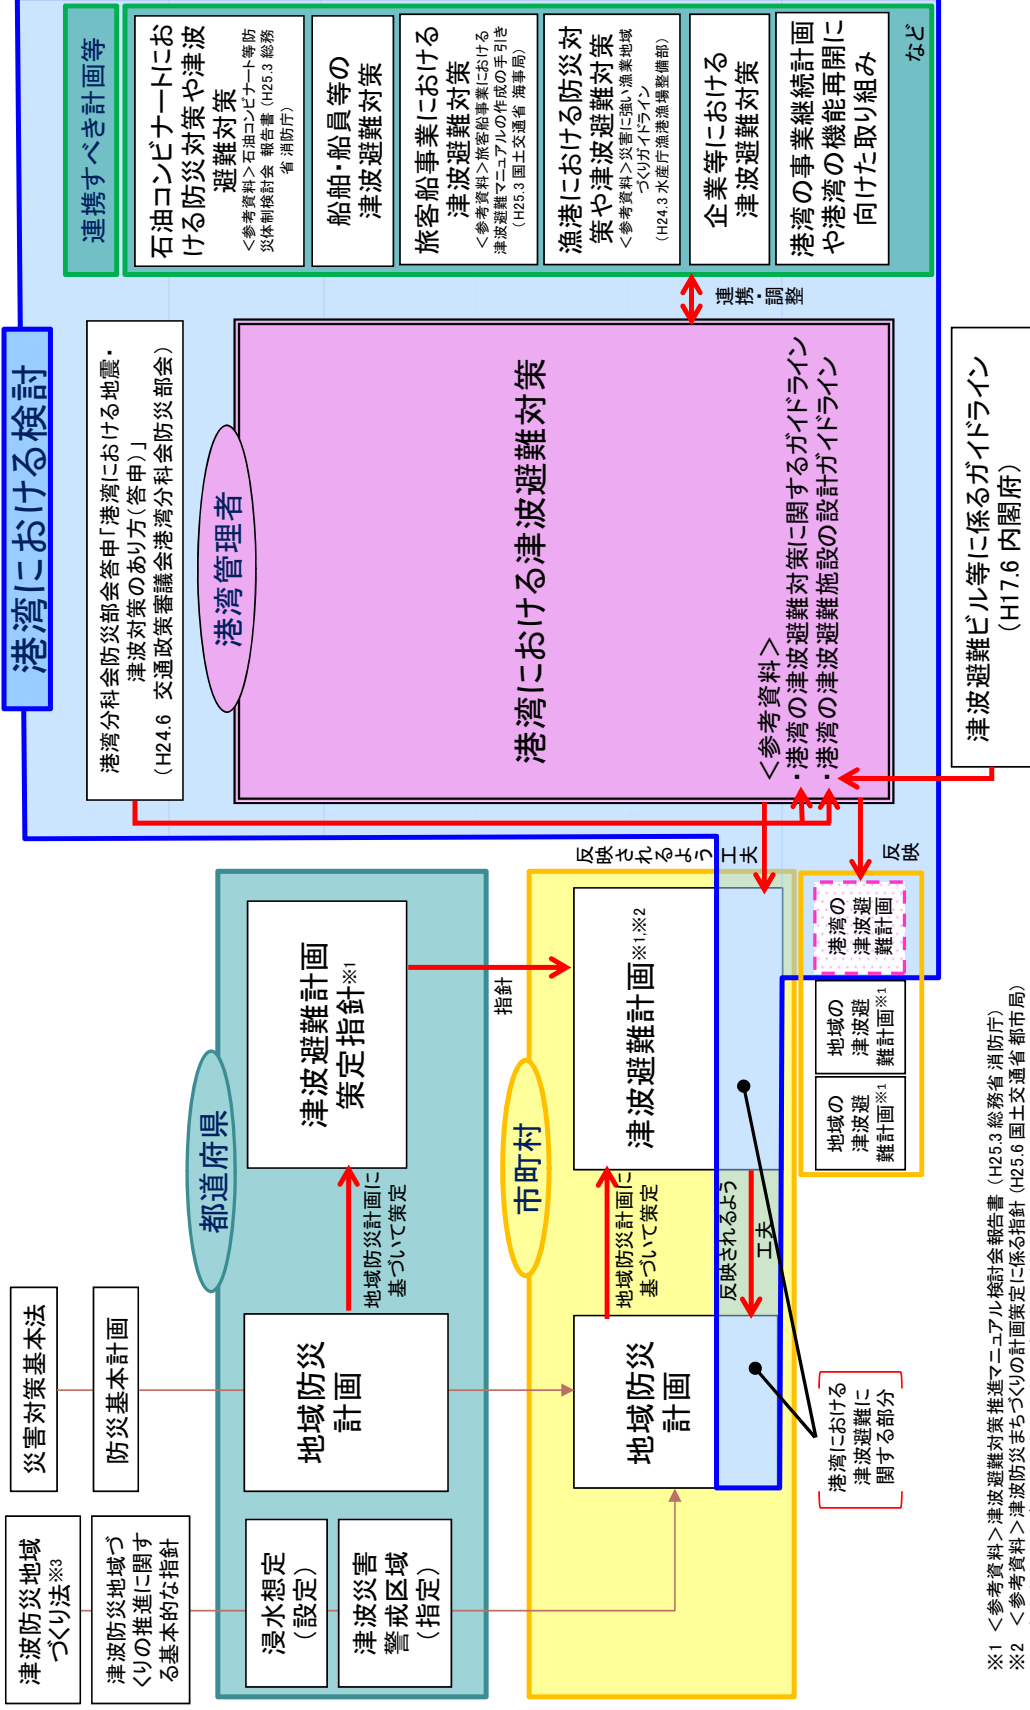 港湾における検討
津波防災地域
づくり法※3
津波防災地域づ
くりの推進に関す
る基本的な指針
災害対策基本法
防災基本計画
港湾分科会防災部会答申「港湾における地震・
津波対策のあり方(答申)」
(H24.6 交通政策審議会港湾分科会防災部会)
連携すべき計画等
石油コンビナートにお
ける防災対策や津波
避難対策
<参考資料>石油コンビナート等防
災体制検討会 報告書(H25.3 総務
省 消防庁)
船舶・船員等の
津波避難対策
旅客船事業における
津波避難対策
<参考資料>旅客船事業における
津波避難マニュアルの作成の手引き
(H25.3 国土交通省 海事局)
漁港における防災対
策や津波避難対策
<参考資料>災害に強い漁業地域
づくりガイドライン
(H24.3 水産庁漁港漁場整備部)
企業等における
津波避難対策
港湾の事業継続計画
や港湾の機能再開に
向けた取り組み
など
連携・調整
港湾管理者
港湾における津波避難対策
<参考資料>
・港湾の津波避難対策に関するガイドライン
・港湾の津波避難施設の設計ガイドライン
津波避難ビル等に係るガイドライン
(H17.6 内閣府)
都道府県
浸水想定
(設定)
津波災害
警戒区域
(指定)
地域防災
計画
地域防災計画に
基づいて策定
津波避難計画
策定指針※1
指針
市町村
地域防災
計画
地域防災計画に
基づいて策定
津波避難計画※1,※2
反映されるよう
工夫
反映されるよう
工夫
反映
港湾における
津波避難に
関する部分
地域の
津波避
難計画※1
地域の
津波避
難計画※1
港湾の
津波避
難計画
※1 <参考資料>津波避難対策推進マニュアル検討会報告書(H25.3 総務省 消防庁)
※2 <参考資料>津波防災まちづくりの計画策定に係る指針(H25.6 国土交通省 都市局)